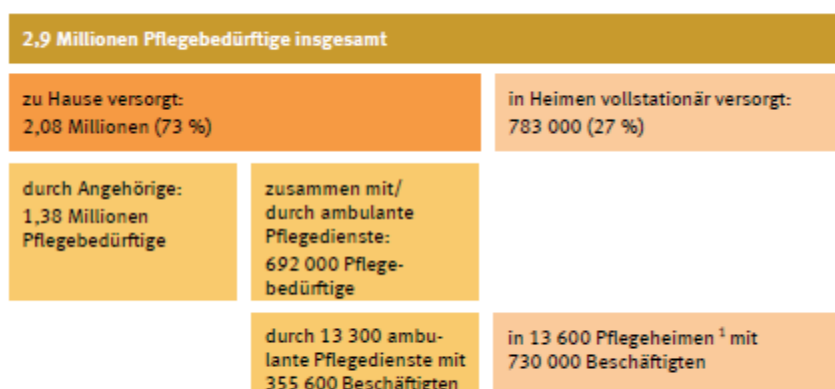 2,9 Millionen Pflegebedürftige insgesamt
zu Hause versorgt:
2,08 Millionen (73 %)
in Heimen vollstationär versorgt:
783 000 (27 %)
durch Angehörige:
1,38 Millionen
Pflegebedürftige
zusammen mit/
durch ambulante
Pflegedienste:
692 000 Pflege-
bedürftige
durch 13 300 ambu-
lante Pflegedienste mit
355 600 Beschäftigten
in 13 600 Pflegeheimen ¹ mit
730 000 Beschäftigten